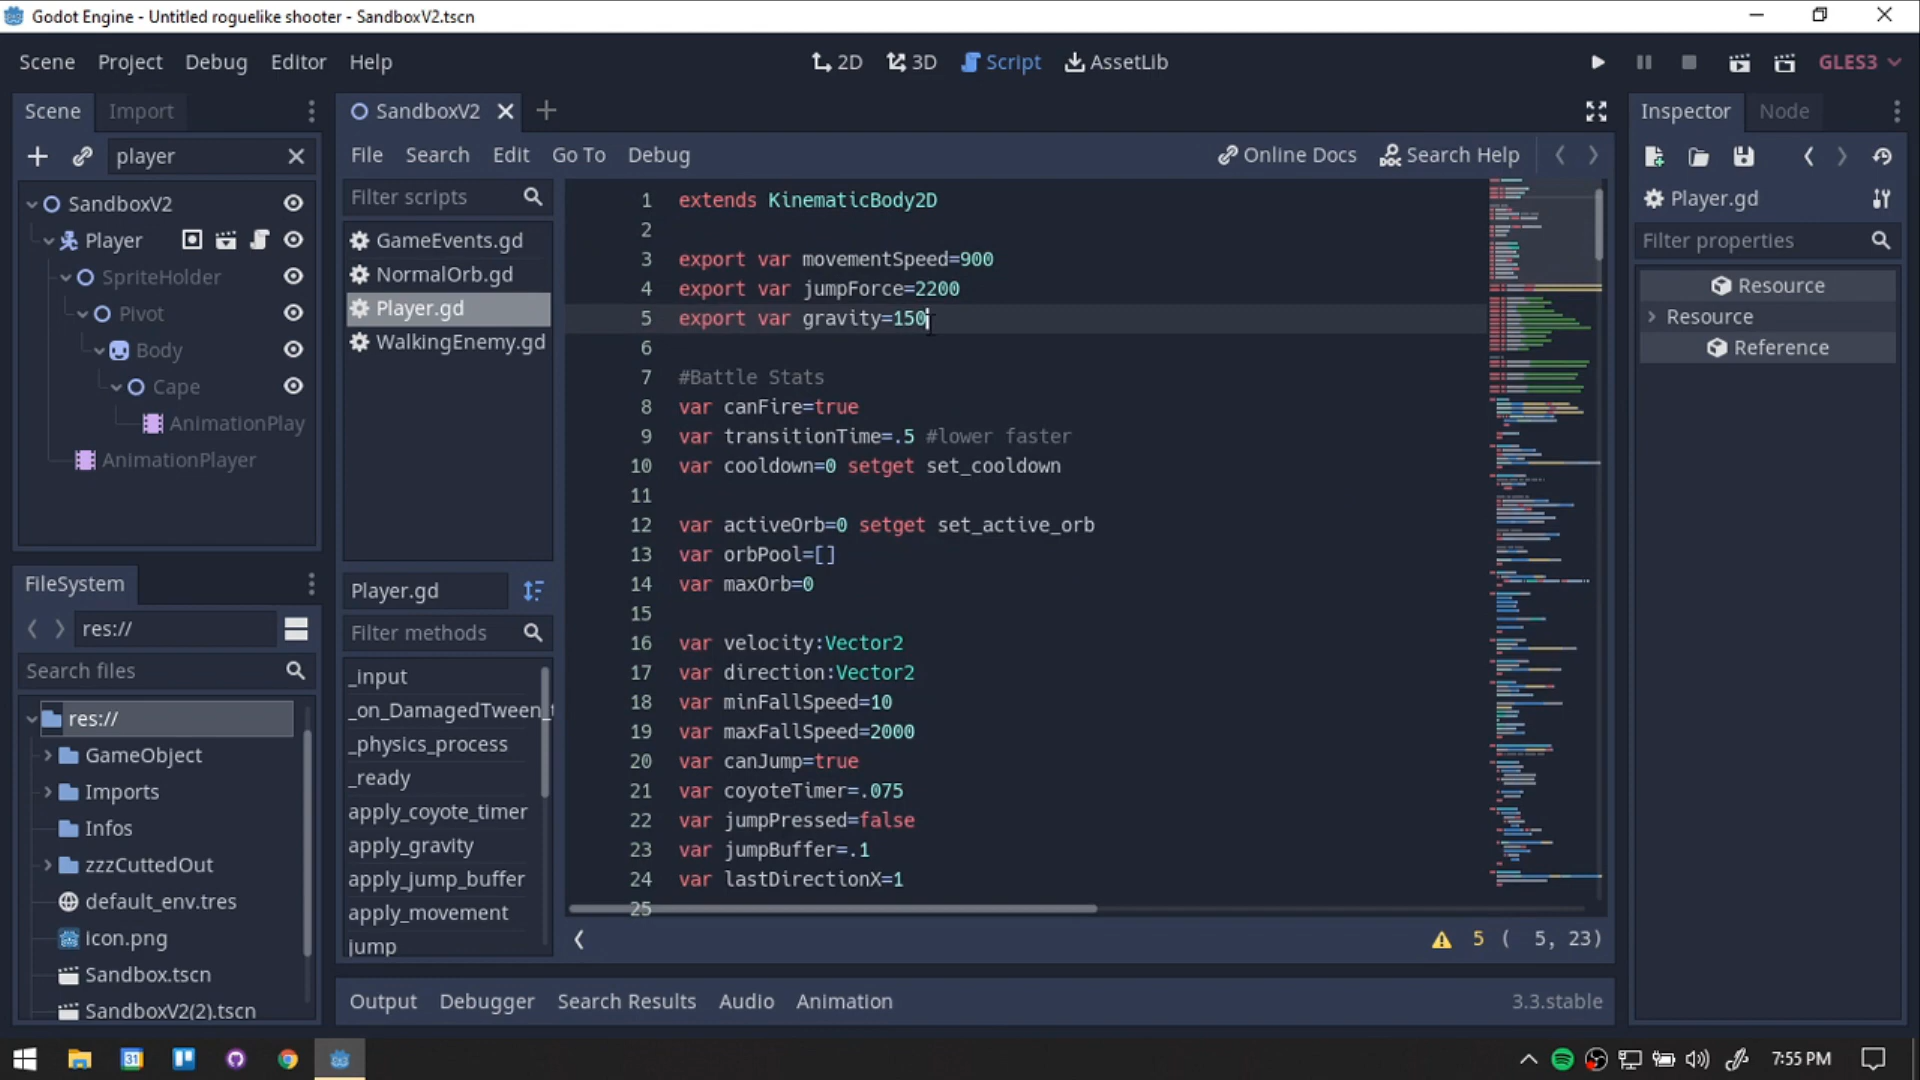 Godot Engine - Untitled roguelike shooter - SandboxV2.tscn
Scene Project Debug Editor Help
2D 3D Script AssetLib
GLES3
Scene Import
player
SandboxV2
Player
SpriteHolder
Pivot
Body
Cape
AnimationPlay
AnimationPlayer
FileSystem
res://
Search files
res://
GameObject
Imports
Infos
zzzCuttedOut
default_env.tres
icon.png
Sandbox.tscn
SandboxV2(2).tscn
SandboxV2
File Search Edit Go To Debug
Online Docs Search Help
Filter scripts
GameEvents.gd
NormalOrb.gd
Player.gd
WalkingEnemy.gd
Player.gd
Filter methods
_input
_on_DamagedTween_t
_physics_process
_ready
apply_coyote_timer
apply_gravity
apply_jump_buffer
apply_movement
jump
1 extends KinematicBody2D
2
3 export var movementSpeed=900
4 export var jumpForce=2200
5 export var gravity=150
6
7 #Battle Stats
8 var canFire=true
9 var transitionTime=.5 #lower faster
10 var cooldown=0 setget set_cooldown
11
12 var activeOrb=0 setget set_active_orb
13 var orbPool=[]
14 var maxOrb=0
15
16 var velocity:Vector2
17 var direction:Vector2
18 var minFallSpeed=10
19 var maxFallSpeed=2000
20 var canJump=true
21 var coyoteTimer=.075
22 var jumpPressed=false
23 var jumpBuffer=.1
24 var lastDirectionX=1
25
5 ( 5, 23)
Output Debugger Search Results Audio Animation
3.3.stable
Inspector Node
Player.gd
Filter properties
Resource
Resource
Reference
31
7:55 PM